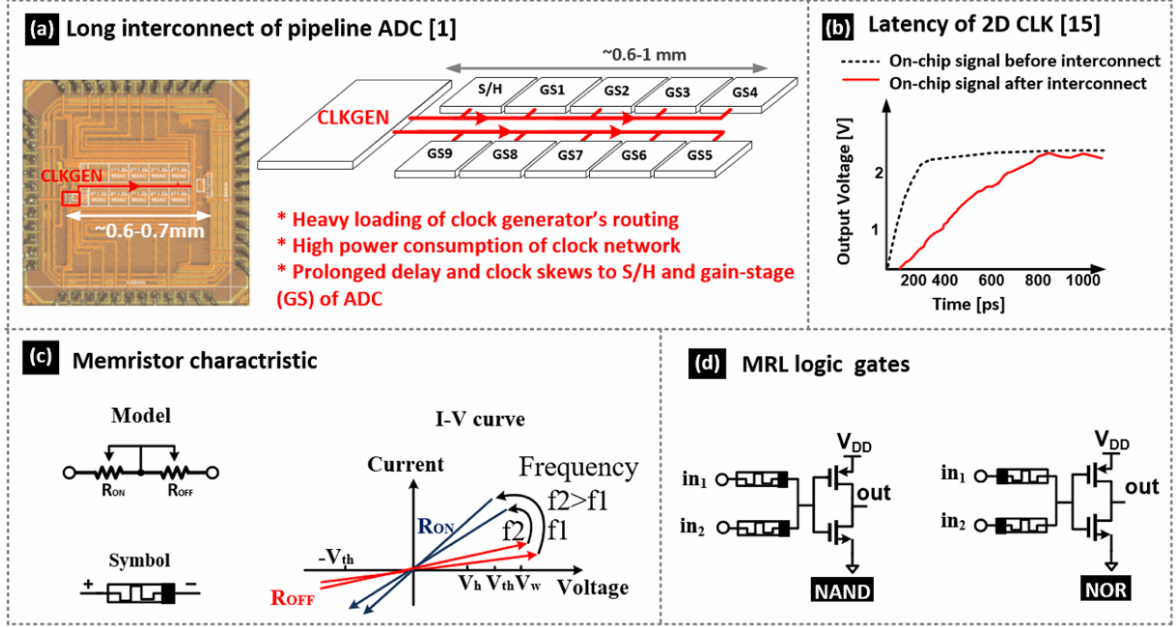 (a) Long interconnect of pipeline ADC [1]
CLKGEN
~0.6-0.7mm
~0.6-1 mm
CLKGEN
S/H GS1 GS2 GS3 GS4
GS9 GS8 GS7 GS6 GS5
* Heavy loading of clock generator's routing
* High power consumption of clock network
* Prolonged delay and clock skews to S/H and gain-stage
(GS) of ADC
(b) Latency of 2D CLK [15]
On-chip signal before interconnect
On-chip signal after interconnect
Output Voltage [V]
2
1
200 400 600 800 1000
Time [ps]
(c) Memristor charactristic
Model
RON ROFF
Symbol
+ −
I-V curve
Current
Frequency
f2>f1
f2 f1
RON
-Vth
Vh Vth Vw
Voltage
ROFF
(d) MRL logic gates
VDD
in1
out
in2
NAND
VDD
in1
out
in2
NOR